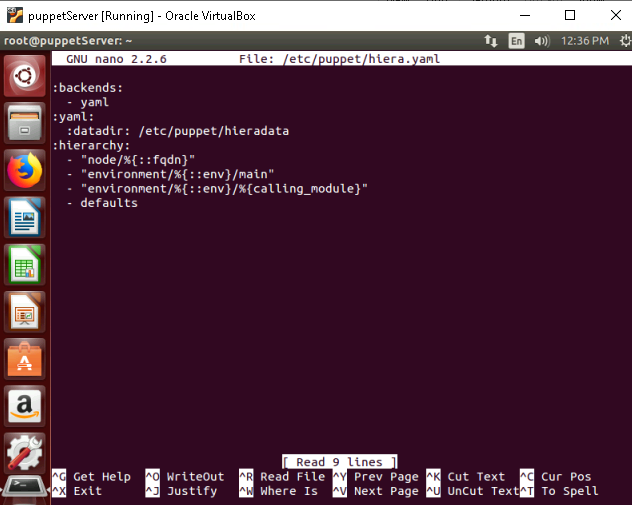 puppetServer [Running] - Oracle VirtualBox
root@puppetServer: ~ En 12:36 PM
GNU nano 2.2.6 File: /etc/puppet/hiera.yaml
:backends:
  - yaml
:yaml:
  :datadir: /etc/puppet/hieradata
:hierarchy:
  - "node/%{::fqdn}"
  - "environment/%{::env}/main"
  - "environment/%{::env}/%{calling_module}"
  - defaults
[ Read 9 lines ]
^G Get Help ^O WriteOut ^R Read File ^Y Prev Page ^K Cut Text ^C Cur Pos
^X Exit ^J Justify ^W Where Is ^V Next Page ^U UnCut Text ^T To Spell